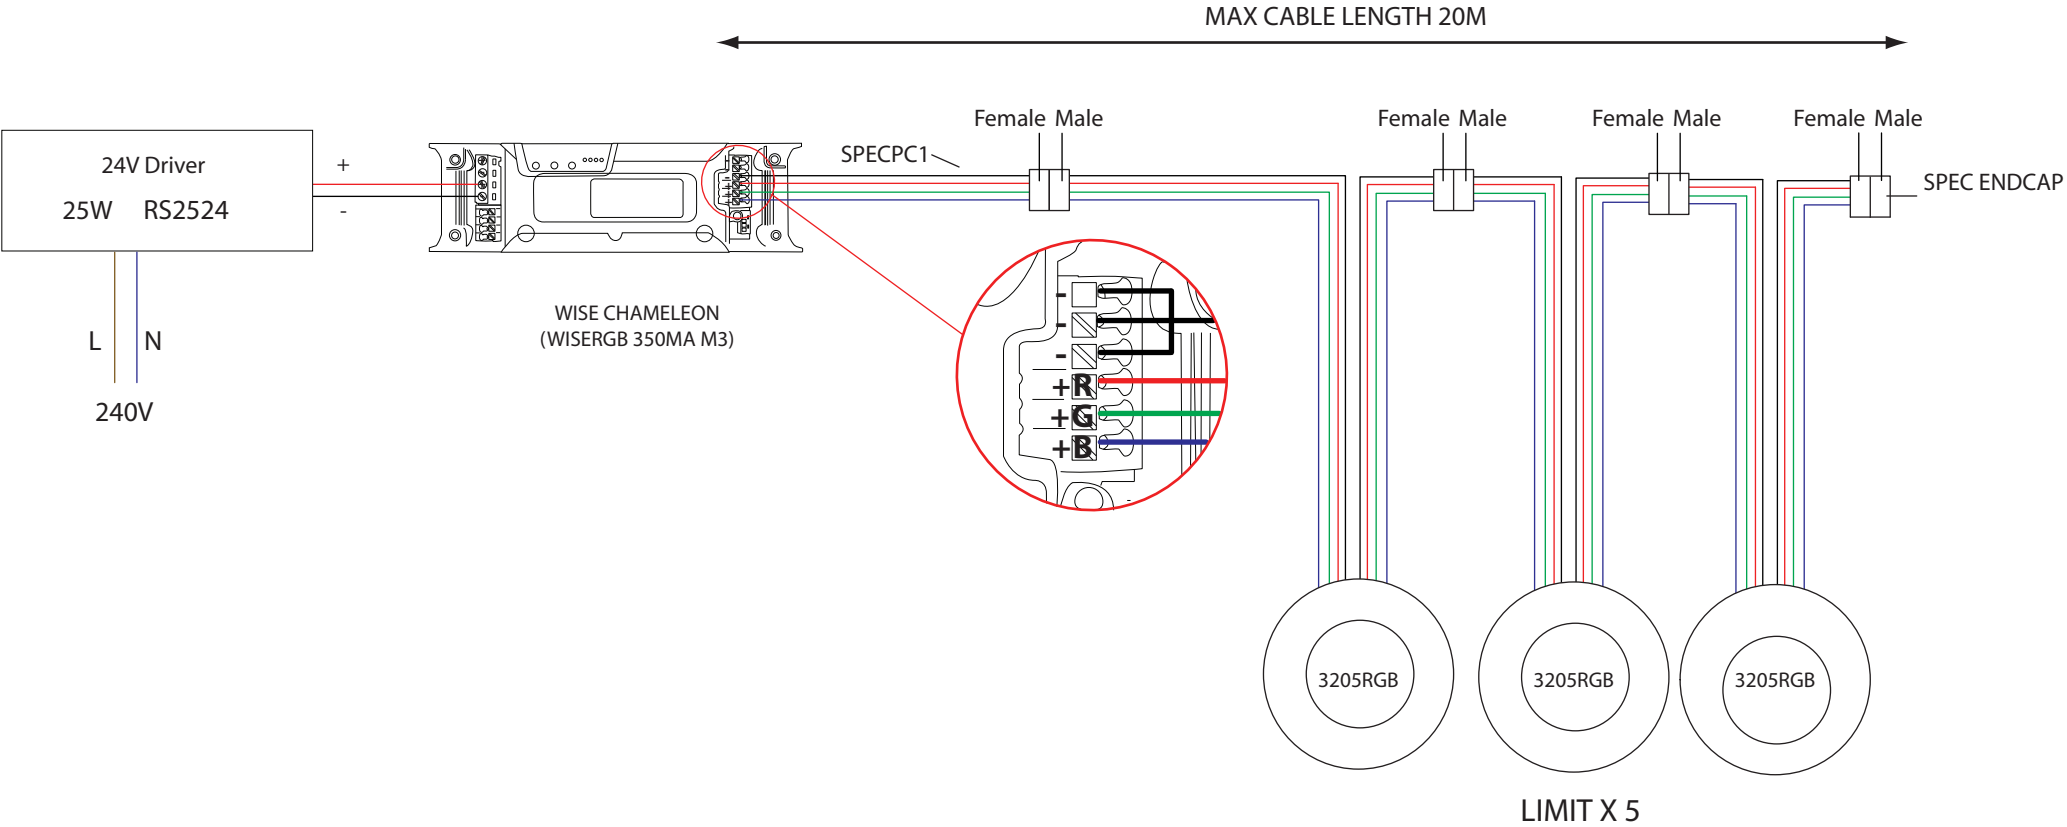 MAX CABLE LENGTH 20M
Female Male
Female Male
Female Male
Female Male
24V Driver
25W RS2524
+
-
SPECPC1
SPEC ENDCAP
WISE CHAMELEON
(WISERGB 350MA M3)
L N
240V
-
-
-
+R
+G
+B
3205RGB
3205RGB
3205RGB
LIMIT X 5